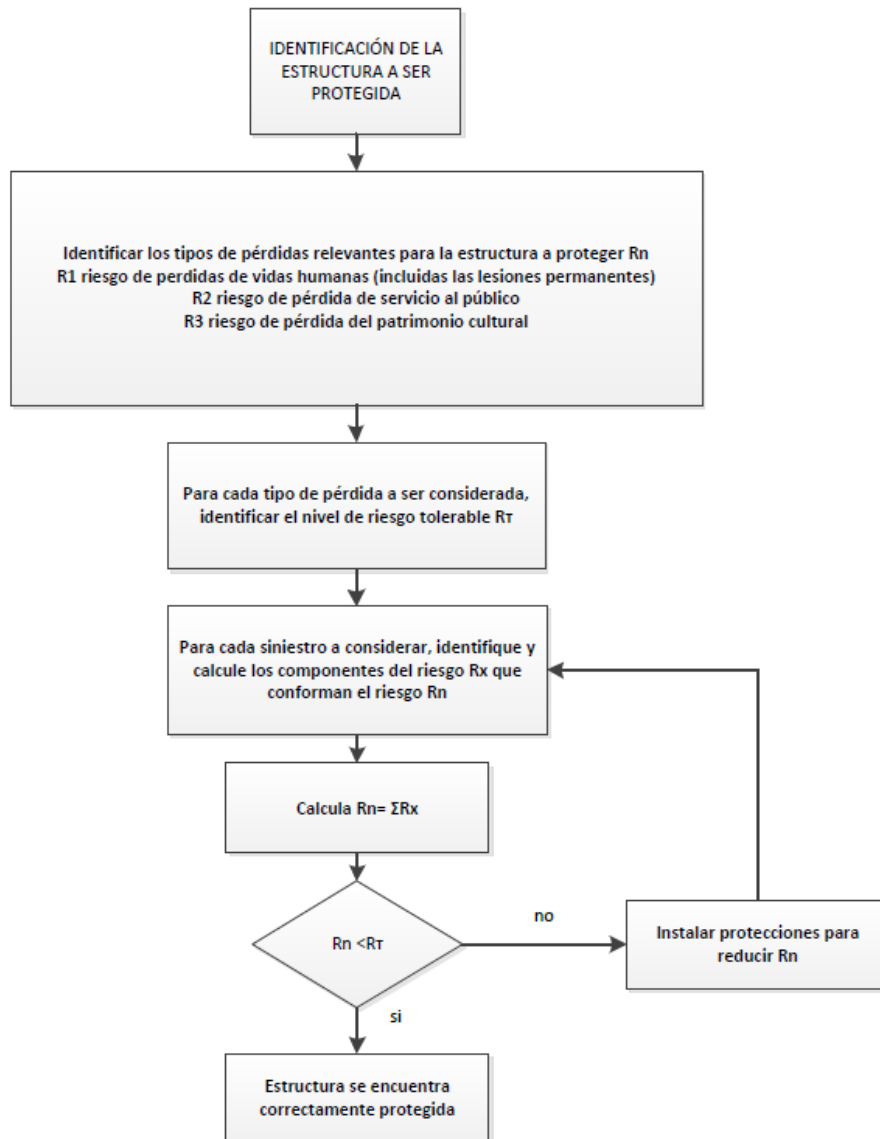 IDENTIFICACIÓN DE LA
ESTRUCTURA A SER
PROTEGIDA
Identificar los tipos de pérdidas relevantes para la estructura a proteger Rn
R1 riesgo de perdidas de vidas humanas (incluidas las lesiones permanentes)
R2 riesgo de pérdida de servicio al público
R3 riesgo de pérdida del patrimonio cultural
Para cada tipo de pérdida a ser considerada,
identificar el nivel de riesgo tolerable Rт
Para cada siniestro a considerar, identifique y
calcule los componentes del riesgo Rx que
conforman el riesgo Rn
Calcula Rn= ΣRx
Rn <Rт
no
Instalar protecciones para
reducir Rn
si
Estructura se encuentra
correctamente protegida